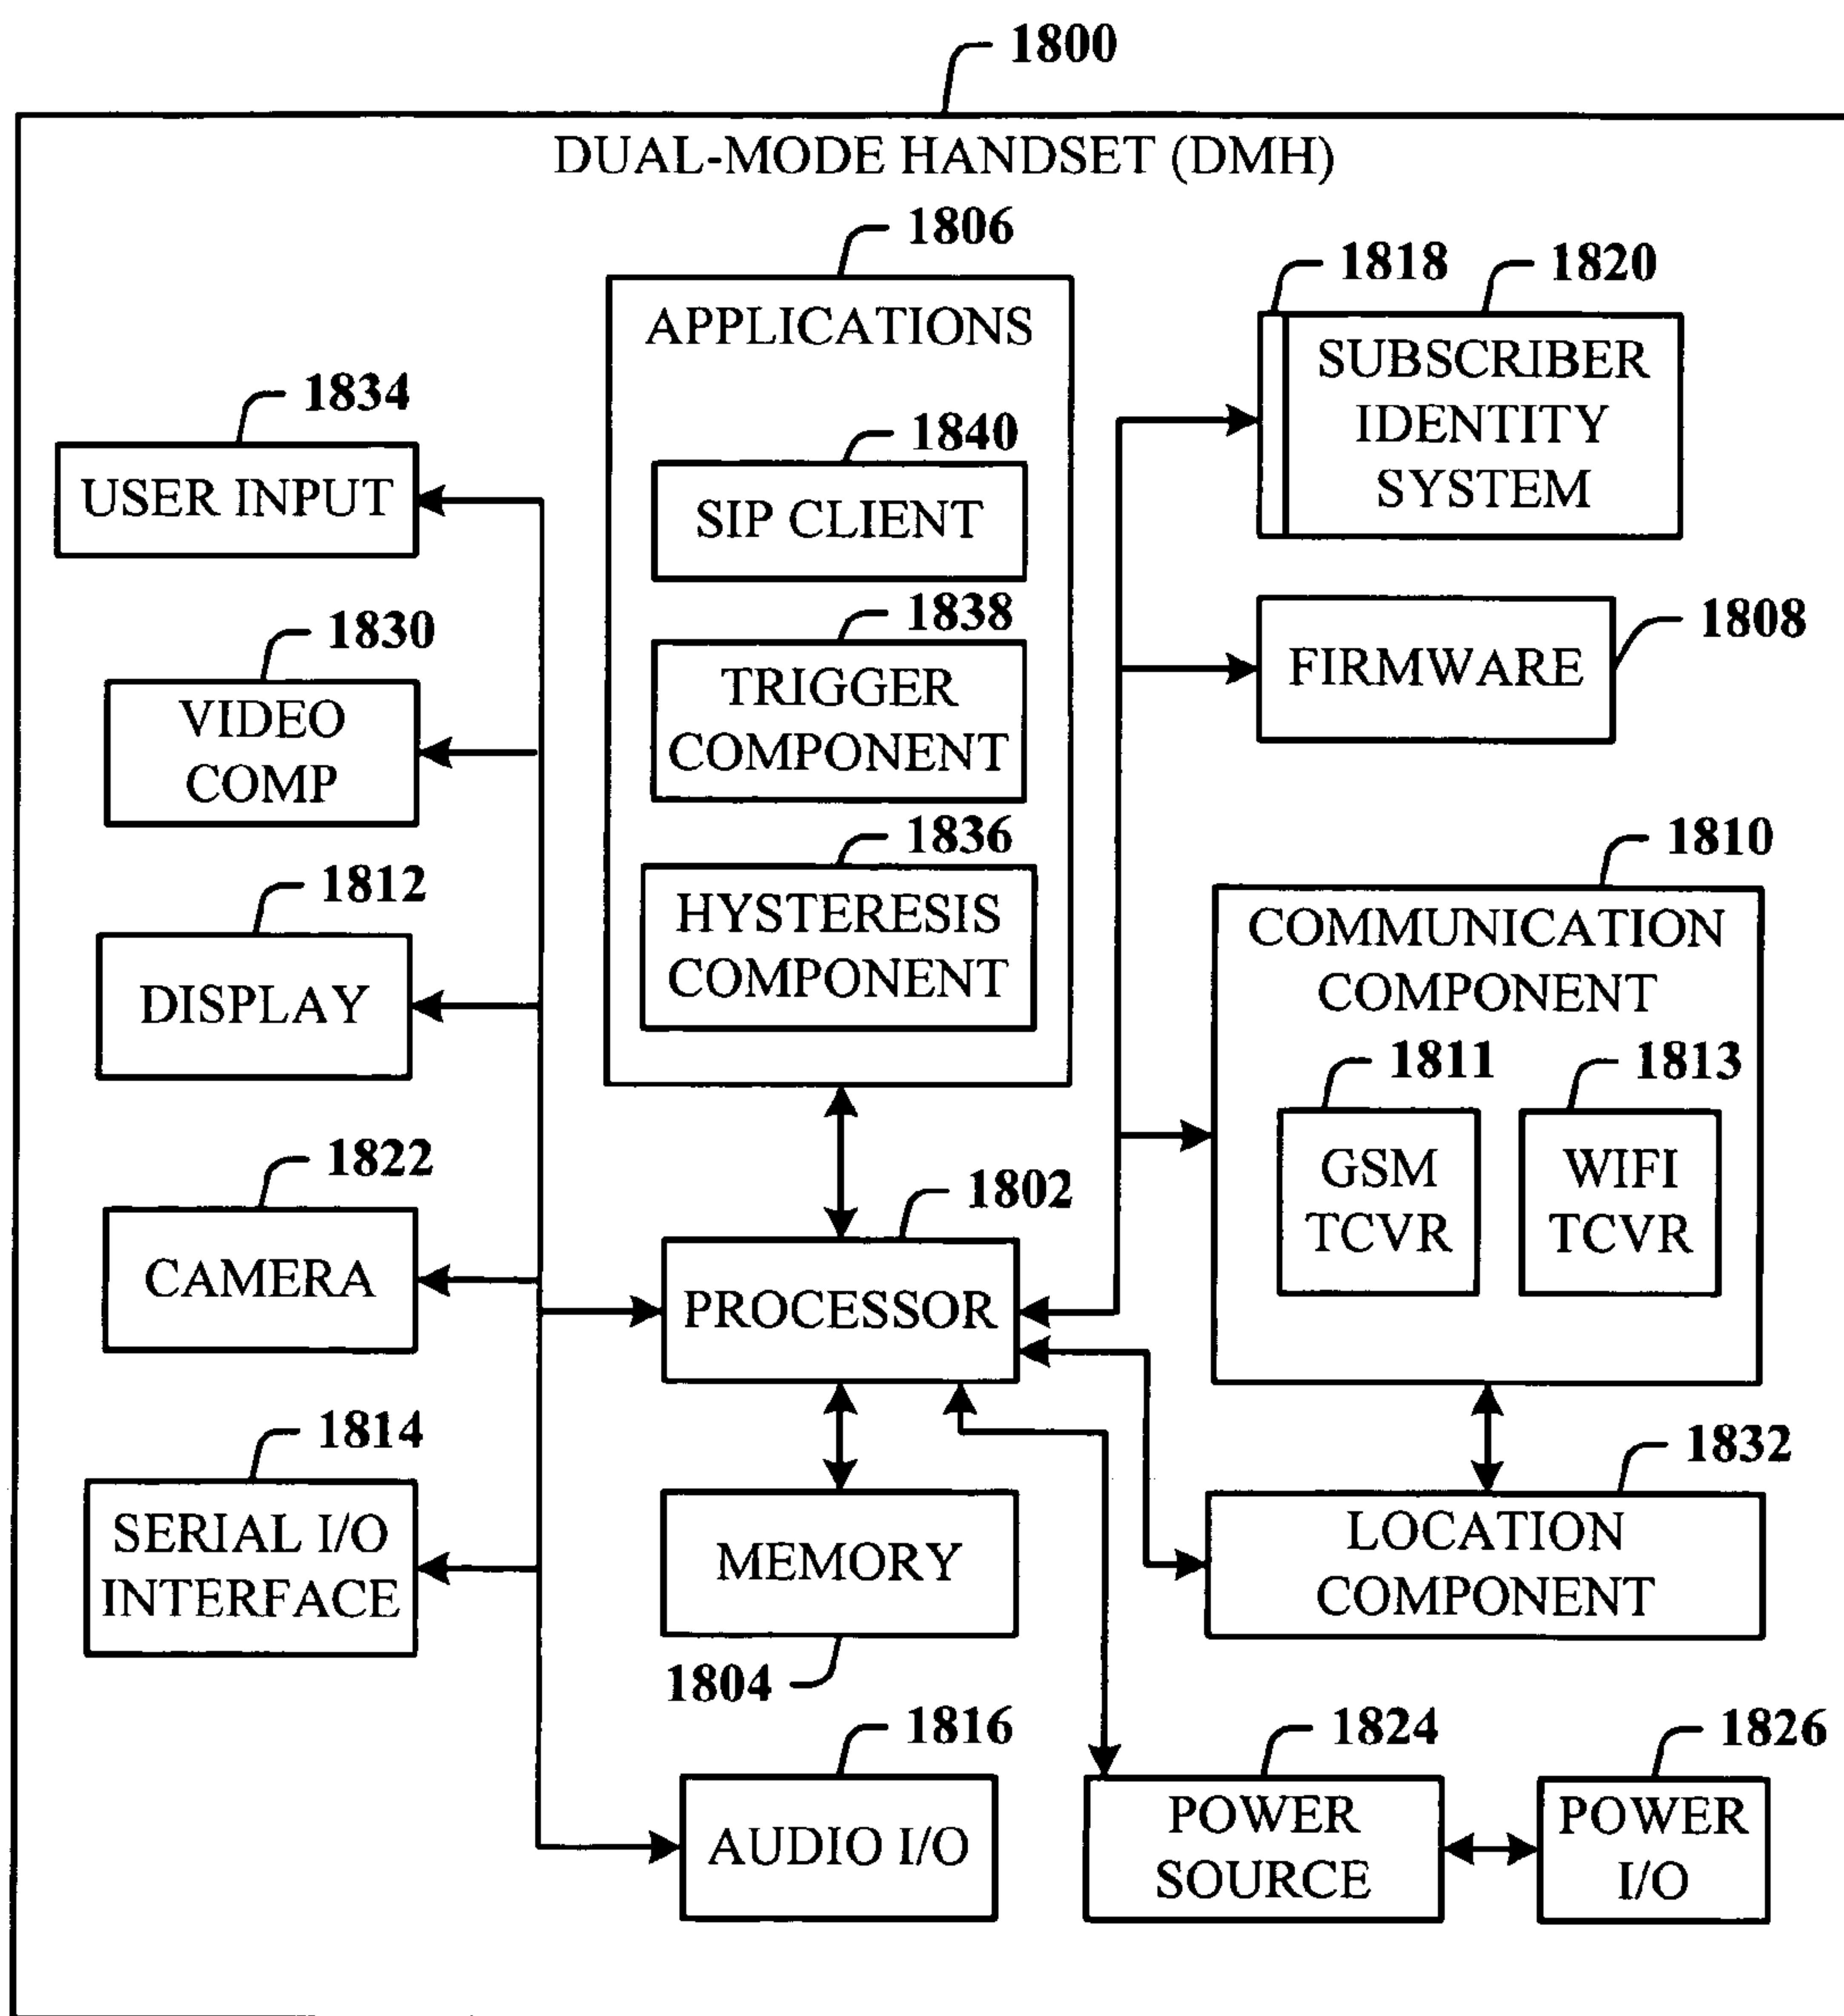 1800
DUAL-MODE HANDSET (DMH)
1806
APPLICATIONS
1840
SIP CLIENT
1838
TRIGGER
COMPONENT
1836
HYSTERESIS
COMPONENT
1818
1820
SUBSCRIBER
IDENTITY
SYSTEM
1834
USER INPUT
1808
FIRMWARE
1830
VIDEO
COMP
1812
DISPLAY
1810
COMMUNICATION
COMPONENT
1811
GSM
TCVR
1813
WIFI
TCVR
1822
CAMERA
1802
PROCESSOR
1814
SERIAL I/O
INTERFACE
MEMORY
1804
1832
LOCATION
COMPONENT
1816
AUDIO I/O
1824
POWER
SOURCE
1826
POWER
I/O